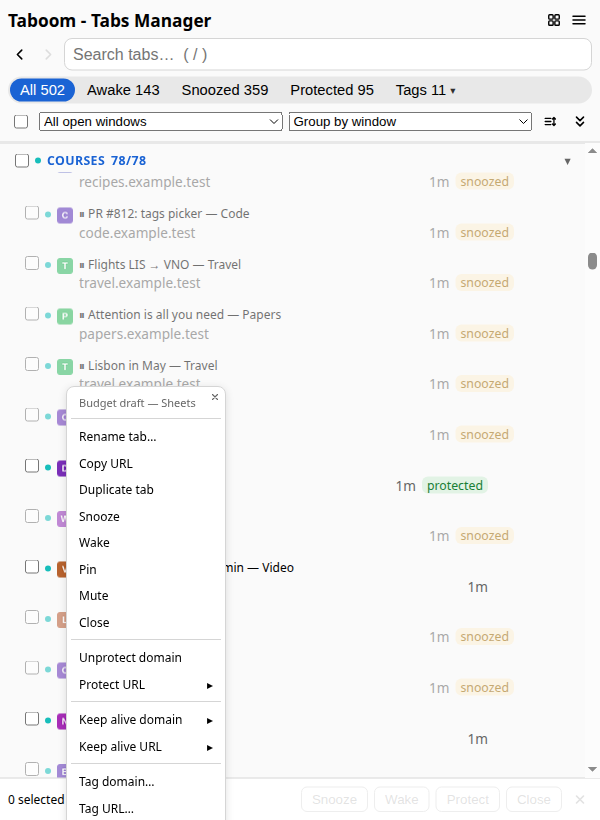 Taboom - Tabs Manager
Search tabs… ( / )
All 502 Awake 143 Snoozed 359 Protected 95 Tags 11 ▾
All open windows Group by window
COURSES 78/78 ▼
recipes.example.test 1m snoozed
C PR #812: tags picker — Code
code.example.test 1m snoozed
T Flights LIS → VNO — Travel
travel.example.test 1m snoozed
P Attention is all you need — Papers
papers.example.test 1m snoozed
T Lisbon in May — Travel
travel.example.test 1m snoozed
Budget draft — Sheets ×
1m snoozed
Rename tab...
Copy URL
1m protected
Duplicate tab
Snooze
1m snoozed
Wake
Pin min — Video
1m
Mute
Close
1m snoozed
Unprotect domain
Protect URL ▸
1m snoozed
Keep alive domain ▸
1m
Keep alive URL ▸
Tag domain...
Tag URL...
0 selected Snooze Wake Protect Close ×